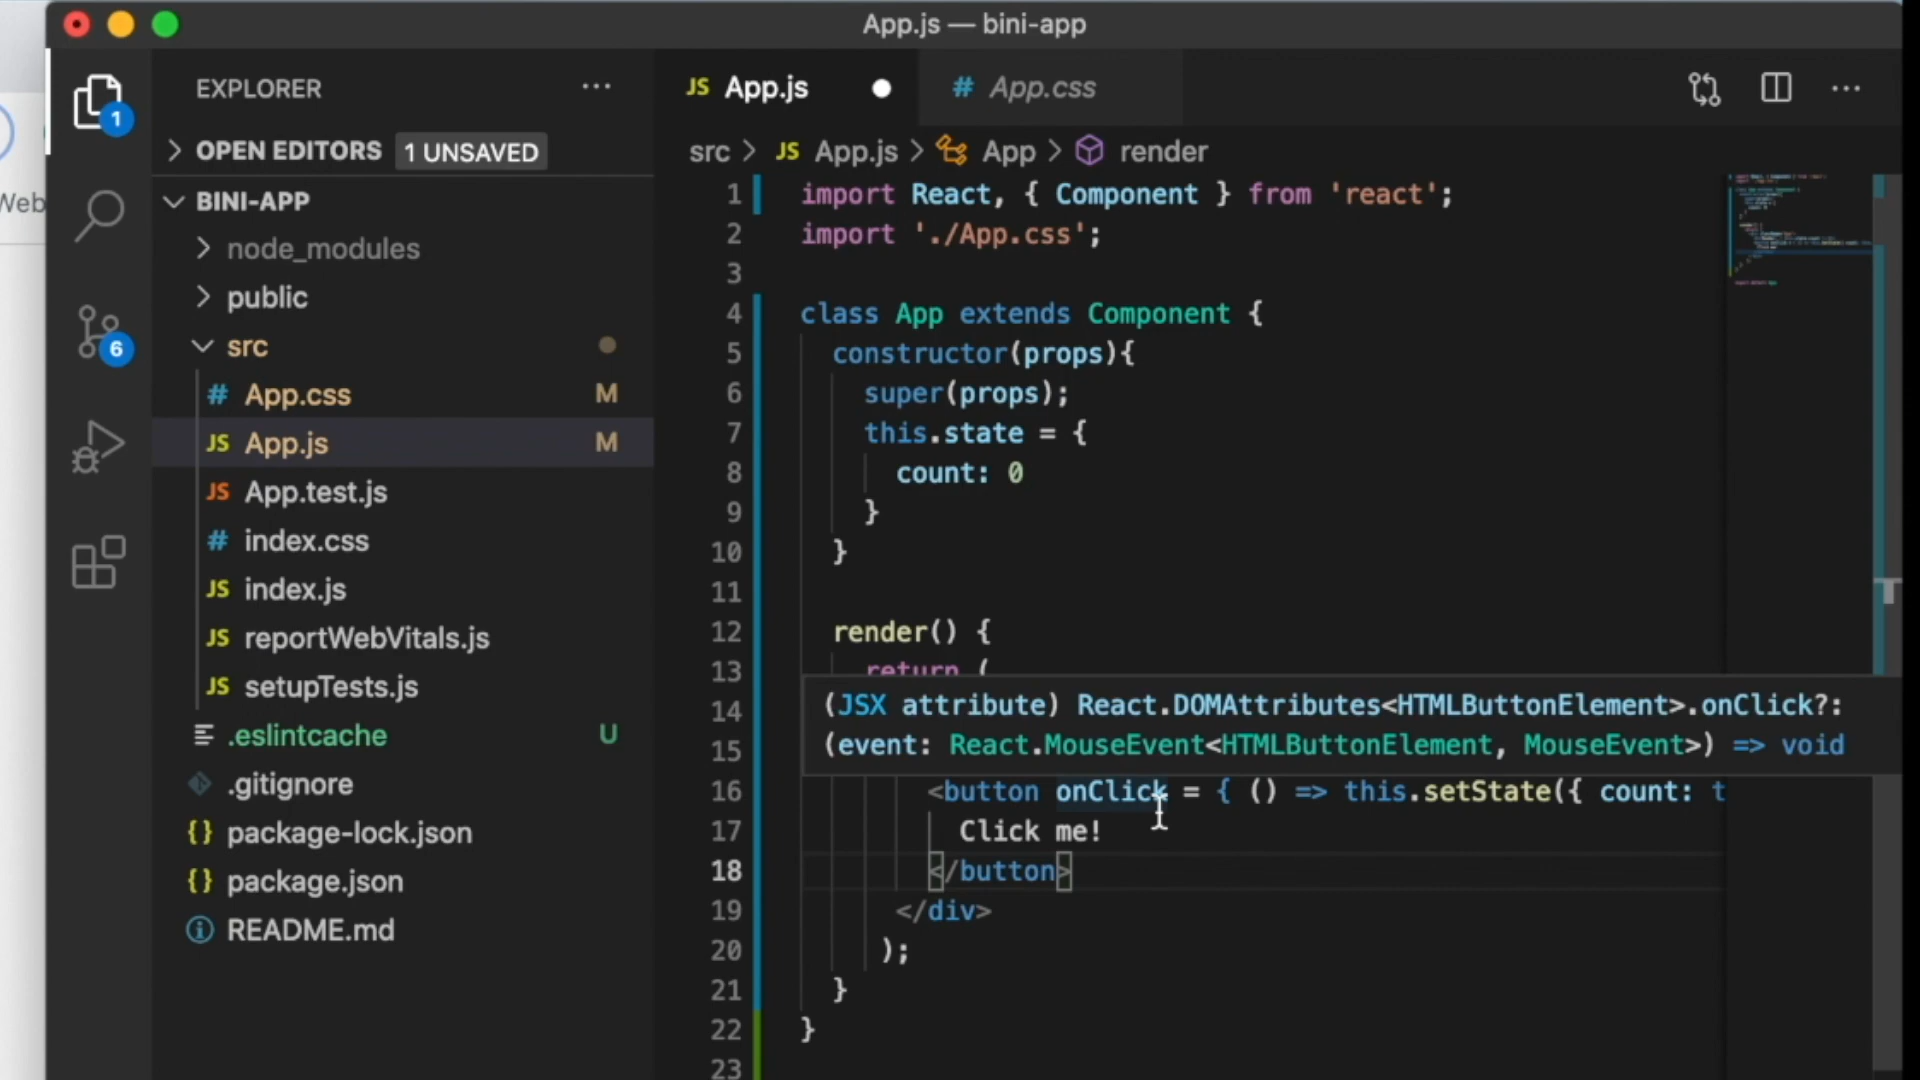 App.js — bini-app
EXPLORER
OPEN EDITORS 1 UNSAVED
BINI-APP
node_modules
public
src
# App.css M
JS App.js M
JS App.test.js
# index.css
JS index.js
JS reportWebVitals.js
JS setupTests.js
.eslintcache U
.gitignore
{} package-lock.json
{} package.json
README.md
1
6
Web
JS App.js
# App.css
src > JS App.js > App > render
1 import React, { Component } from 'react';
2 import './App.css';
3
4 class App extends Component {
5 constructor(props){
6 super(props);
7 this.state = {
8 count: 0
9 }
10 }
11
12 render() {
13 return (
14
15
(JSX attribute) React.DOMAttributes<HTMLButtonElement>.onClick?:
(event: React.MouseEvent<HTMLButtonElement, MouseEvent>) => void
16 <button onClick = { () => this.setState({ count: t
17 Click me!
18 </button>
19 </div>
20 );
21 }
22 }
23